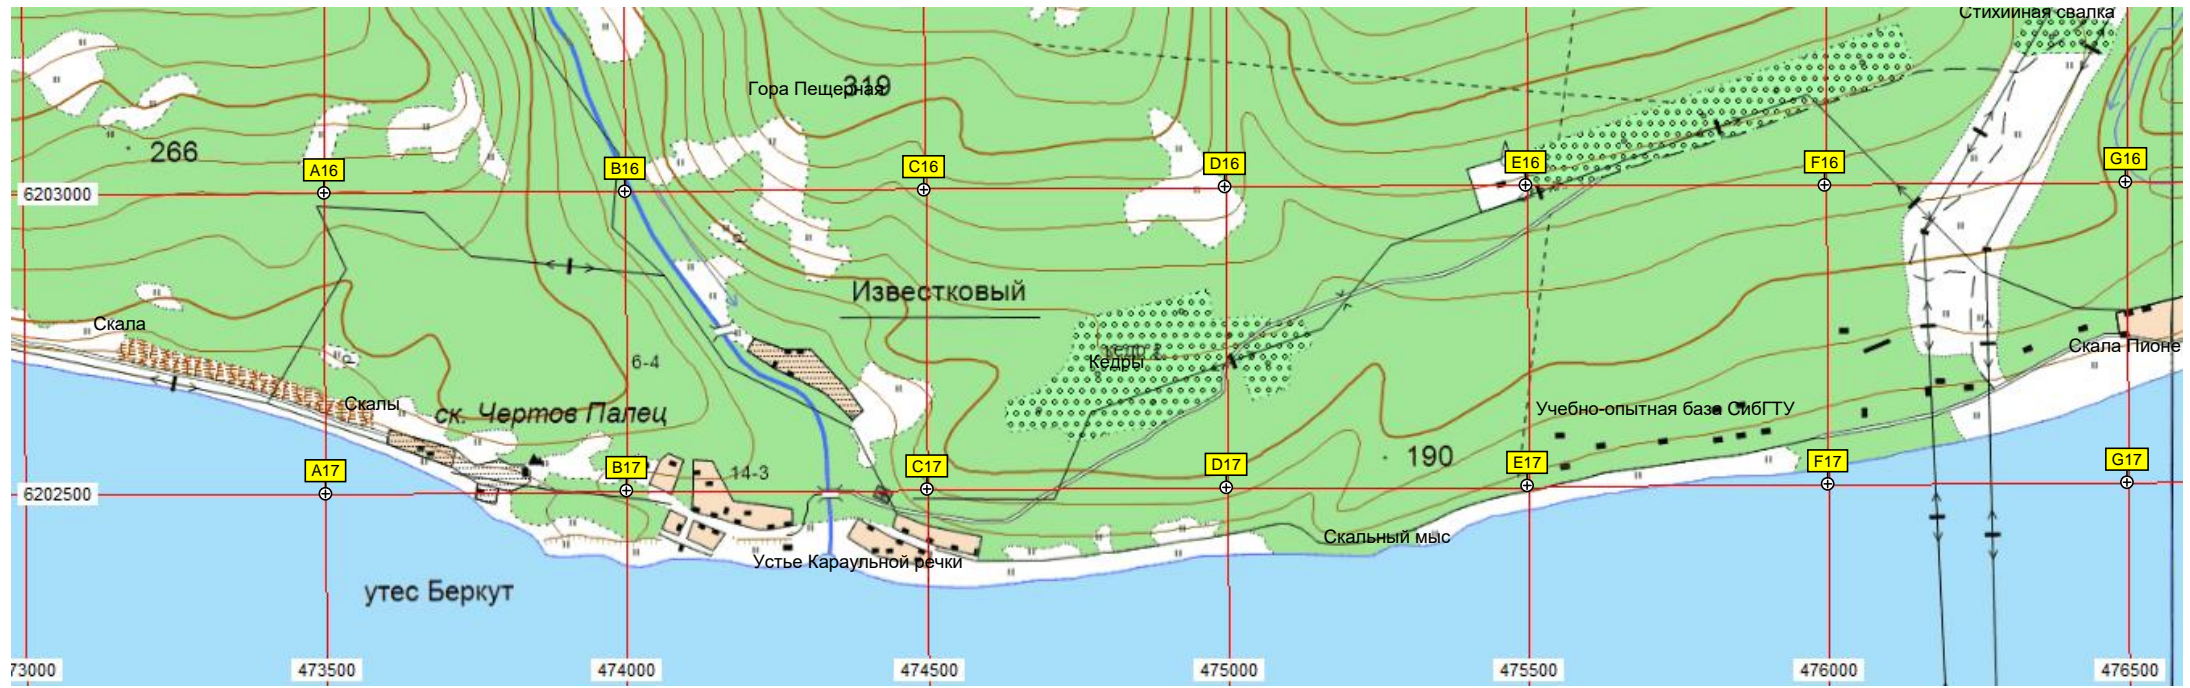 Стихийная свалка
Гора Пещерная
319
266
A16
B16
C16
D16
E16
F16
G16
6203000
Известковый
Скала
6-4
Кедры
Скала Пионе
Скалы
ск. Чертов Палец
Учебно-опытная база СибГТУ
190
A17
B17
14-3
C17
D17
E17
F17
G17
6202500
Скальный мыс
Устье Караульной речки
утес Беркут
73000
473500
474000
474500
475000
475500
476000
476500